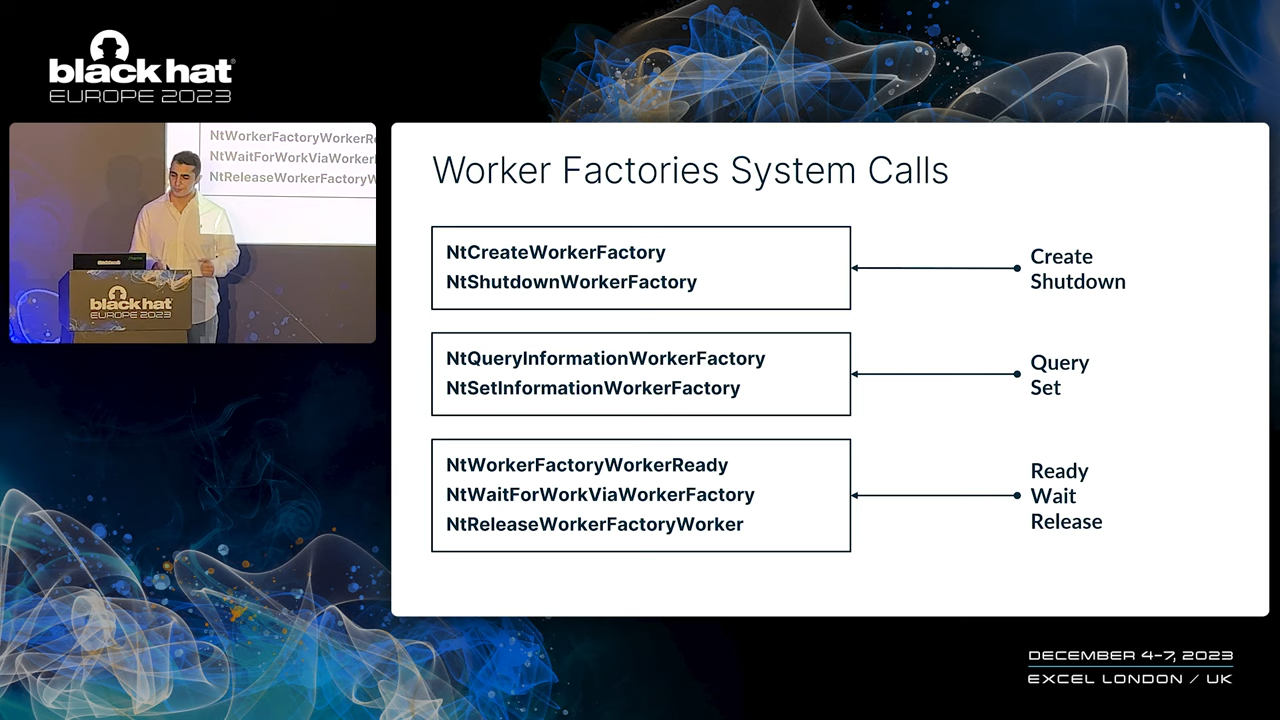 black hat
EUROPE 2023
NtWorkerFactoryWorkerR
NtWaitForWorkViaWorker
NtReleaseWorkerFactoryW
black hat
EUROPE 2023
Worker Factories System Calls
NtCreateWorkerFactory
NtShutdownWorkerFactory
Create
Shutdown
NtQueryInformationWorkerFactory
NtSetInformationWorkerFactory
Query
Set
NtWorkerFactoryWorkerReady
NtWaitForWorkViaWorkerFactory
NtReleaseWorkerFactoryWorker
Ready
Wait
Release
DECEMBER 4-7, 2023
EXCEL LONDON / UK